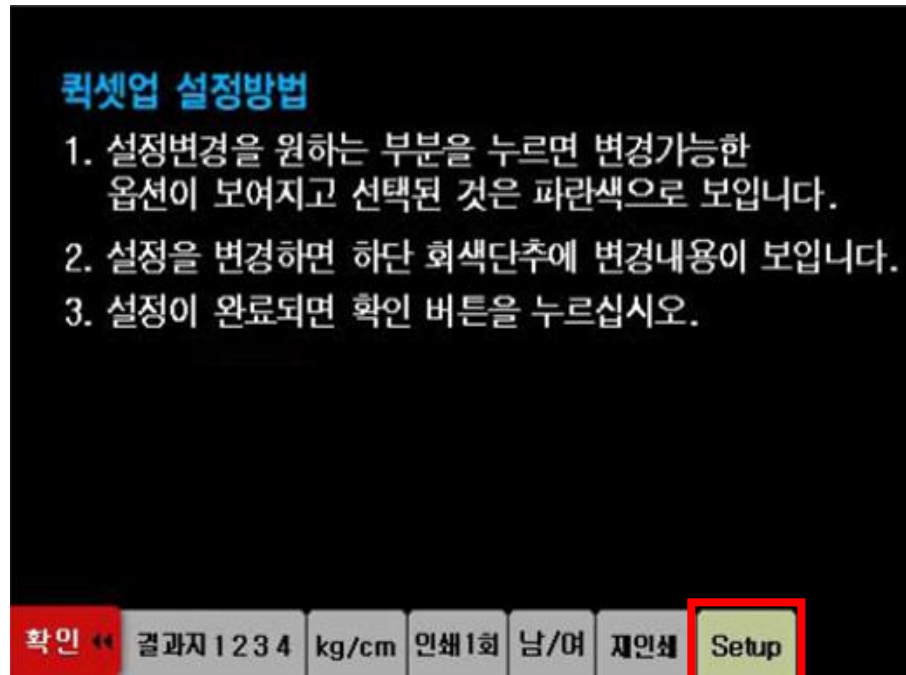 퀵셋업 설정방법
1. 설정변경을 원하는 부분을 누르면 변경가능한
옵션이 보여지고 선택된 것은 파란색으로 보입니다.
2. 설정을 변경하면 하단 회색단추에 변경내용이 보입니다.
3. 설정이 완료되면 확인 버튼을 누르십시오.
확인 ◀◀ 결과지 1 2 3 4 kg/cm 인쇄1회 남/여 재인쇄 Setup